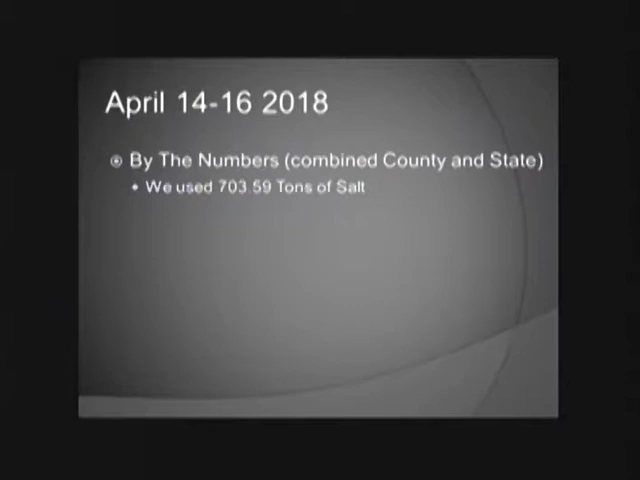 April 14-16 2018
By The Numbers (combined County and State)
• We used 703.59 Tons of Salt